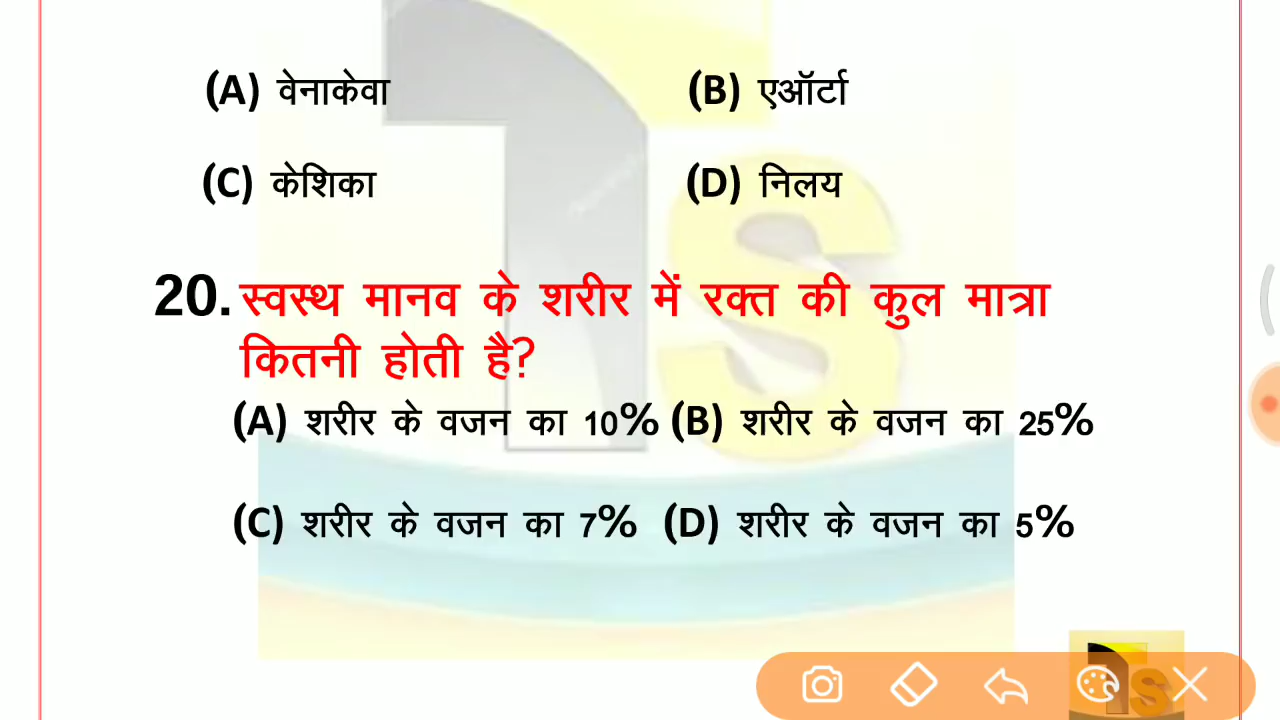 (A) वेनाकेवा (B) एऑर्टा
(C) केशिका (D) निलय
20. स्वस्थ मानव के शरीर में रक्त की कुल मात्रा
कितनी होती है?
(A) शरीर के वजन का 10% (B) शरीर के वजन का 25%
(C) शरीर के वजन का 7% (D) शरीर के वजन का 5%